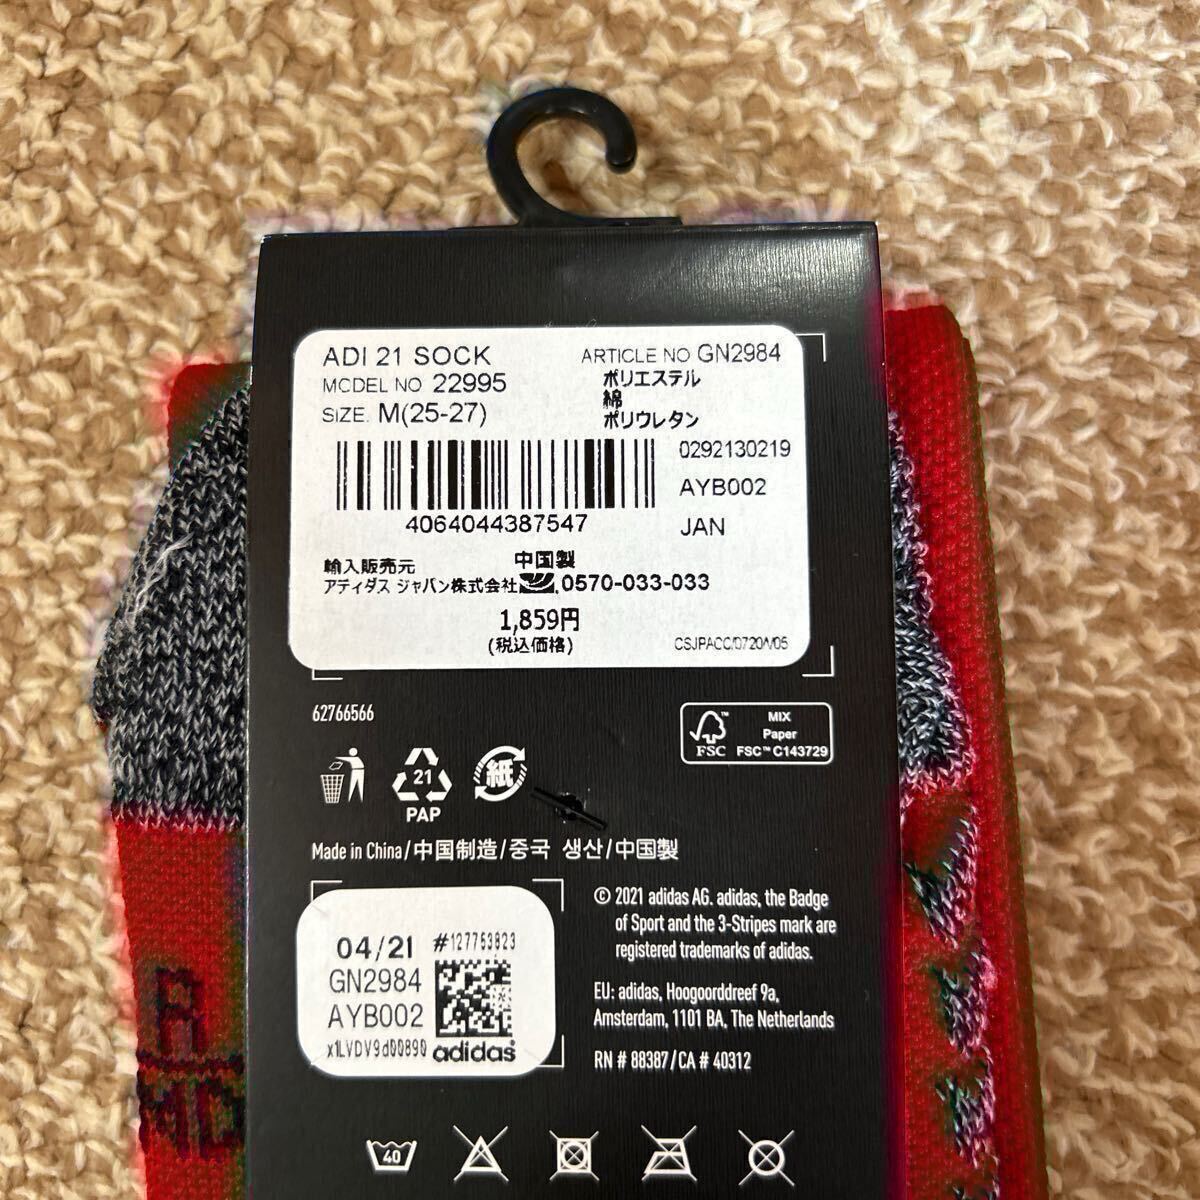 ADI 21 SOCK
ARTICLE NO GN2984
MODEL NO 22995
ポリエステル
綿
SIZE. M(25-27)
ポリウレタン
0292130219
AYB002
JAN
4064044387547
輸入販売元
中国製
アディダス ジャパン株式会社
0570-033-033
1,859円
(税込価格)
CSJPACC/0720/V/05
62766566
MIX
Paper
FSC™ C143729
FSC
21
PAP
紙
Made in China/中国制造/중국 생산/中国製
© 2021 adidas AG. adidas, the Badge
of Sport and the 3-Stripes mark are
registered trademarks of adidas.
04/21 #127753823
GN2984
AYB002
x1LVDV9d00890
adidas
EU: adidas, Hoogoorddreef 9a,
Amsterdam, 1101 BA, The Netherlands
RN # 88387/CA # 40312
40
R